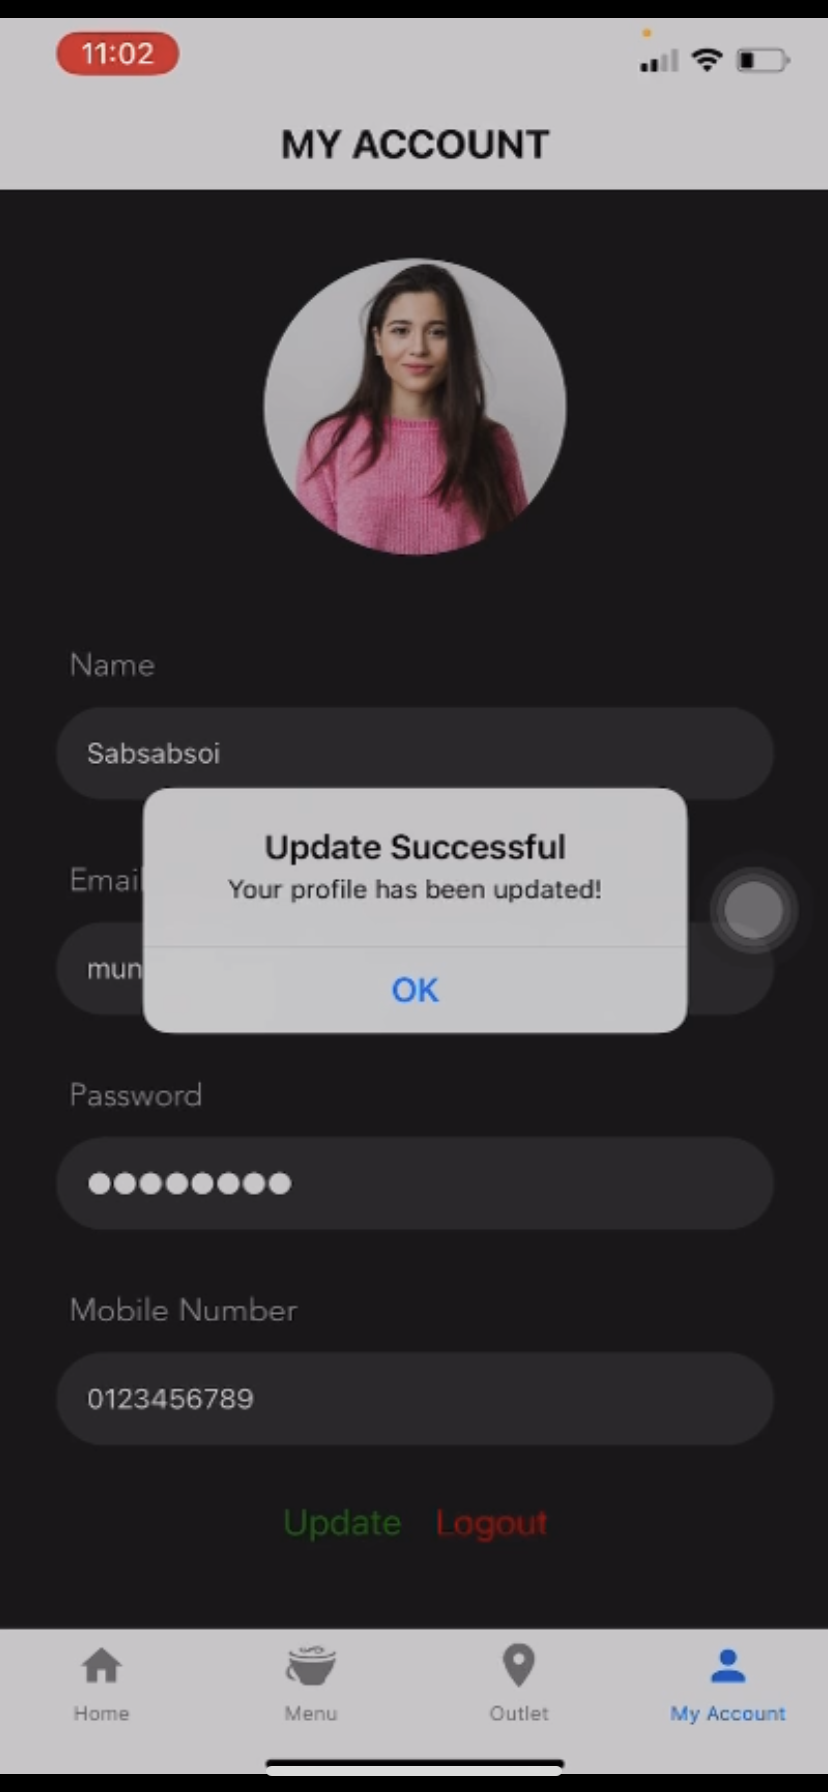 11:02
MY ACCOUNT
Name
Sabsabsoi
Email
mun
Update Successful
Your profile has been updated!
OK
Password
Mobile Number
0123456789
Update Logout
Home Menu Outlet My Account